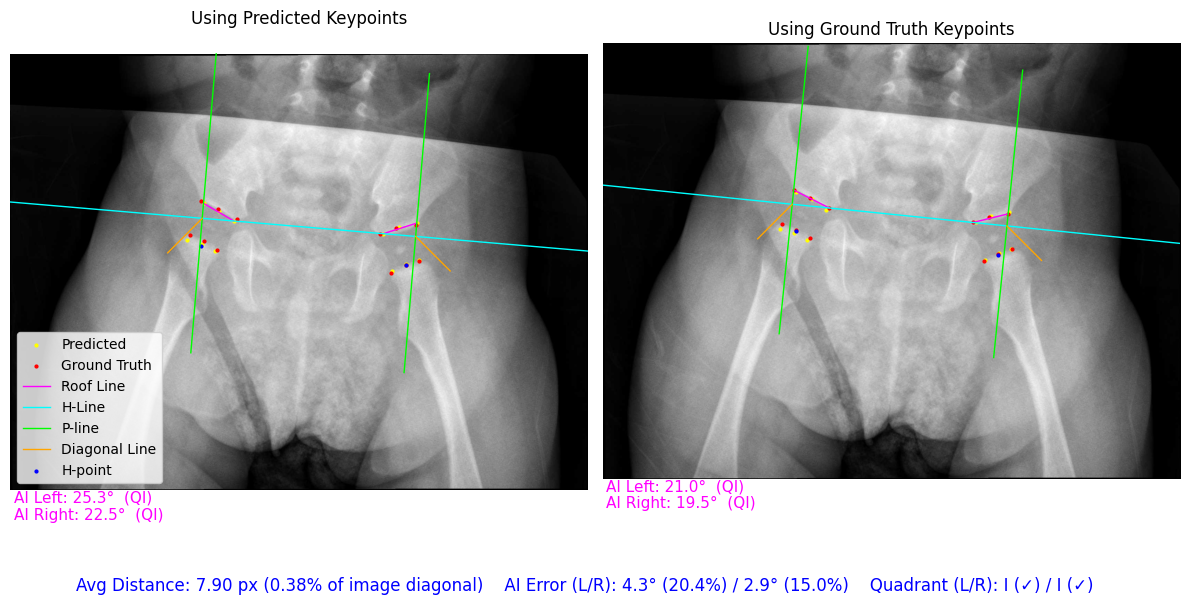 Using Predicted Keypoints
Using Ground Truth Keypoints
Predicted
Ground Truth
Roof Line
H-Line
P-line
Diagonal Line
H-point
AI Left: 25.3°  (QI)
AI Right: 22.5°  (QI)
AI Left: 21.0°  (QI)
AI Right: 19.5°  (QI)
Avg Distance: 7.90 px (0.38% of image diagonal)    AI Error (L/R): 4.3° (20.4%) / 2.9° (15.0%)    Quadrant (L/R): I (✓) / I (✓)